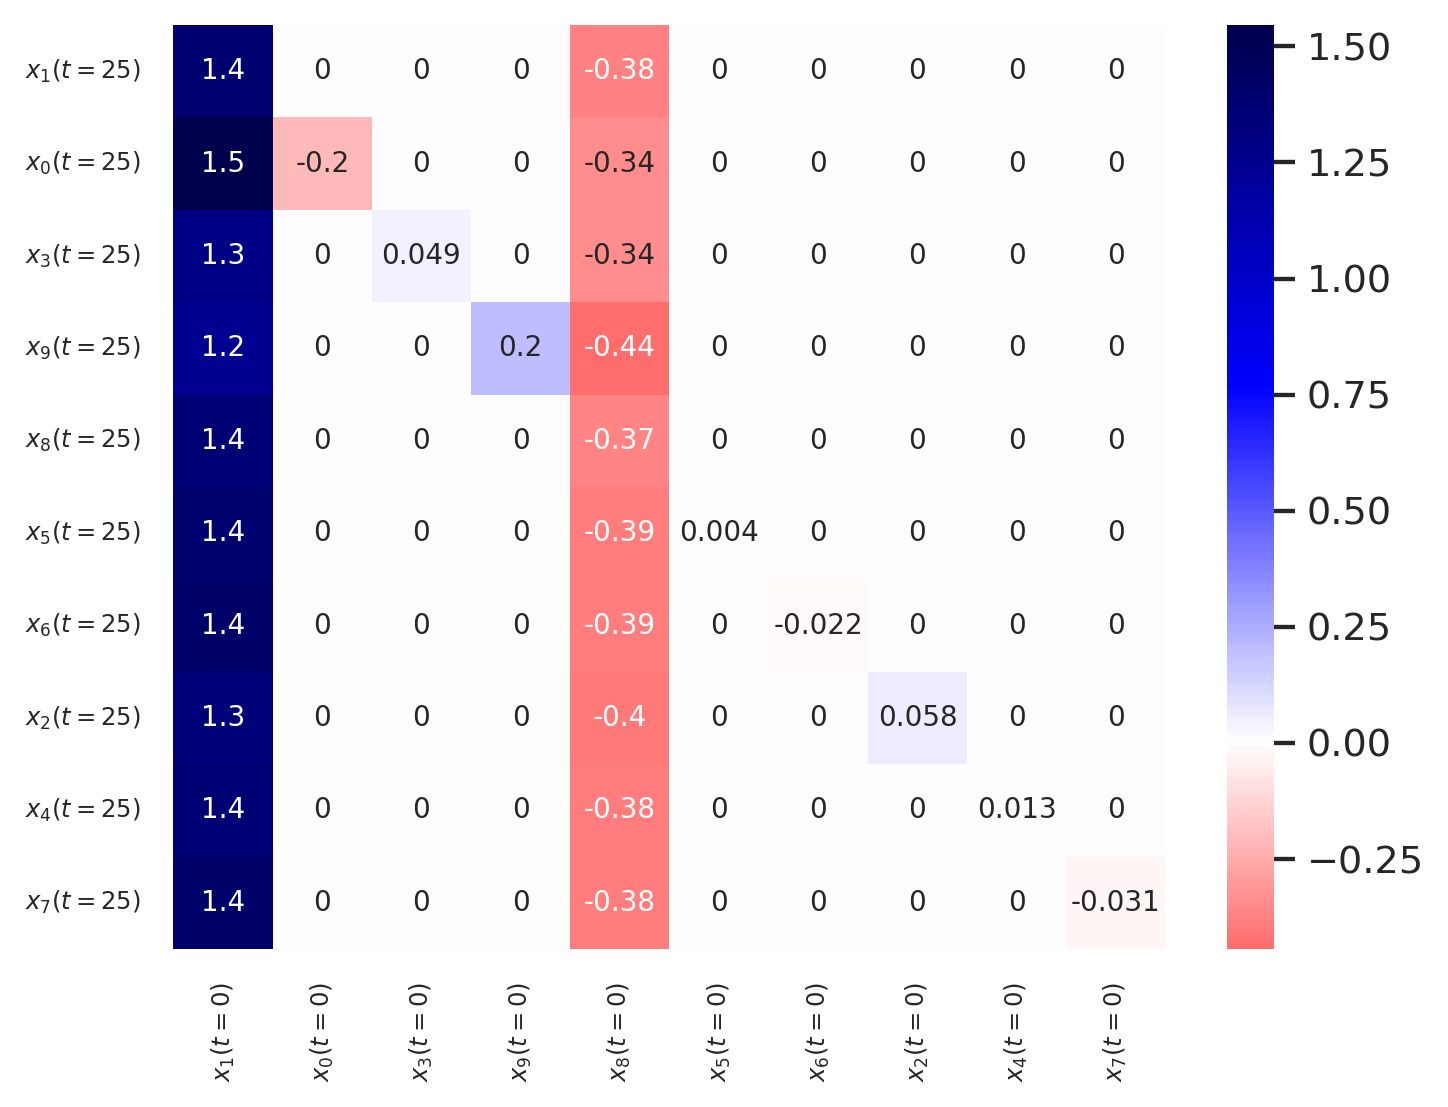 x₁(t = 25) 1.4 0 0 0 -0.38 0 0 0 0 0
x₀(t = 25) 1.5 -0.2 0 0 -0.34 0 0 0 0 0
x₃(t = 25) 1.3 0 0.049 0 -0.34 0 0 0 0 0
x₉(t = 25) 1.2 0 0 0.2 -0.44 0 0 0 0 0
x₈(t = 25) 1.4 0 0 0 -0.37 0 0 0 0 0
x₅(t = 25) 1.4 0 0 0 -0.39 0.004 0 0 0 0
x₆(t = 25) 1.4 0 0 0 -0.39 0 -0.022 0 0 0
x₂(t = 25) 1.3 0 0 0 -0.4 0 0 0.058 0 0
x₄(t = 25) 1.4 0 0 0 -0.38 0 0 0 0.013 0
x₇(t = 25) 1.4 0 0 0 -0.38 0 0 0 0 -0.031
x₁(t = 0) x₀(t = 0) x₃(t = 0) x₉(t = 0) x₈(t = 0) x₅(t = 0) x₆(t = 0) x₂(t = 0) x₄(t = 0) x₇(t = 0)
1.50
1.25
1.00
0.75
0.50
0.25
0.00
−0.25